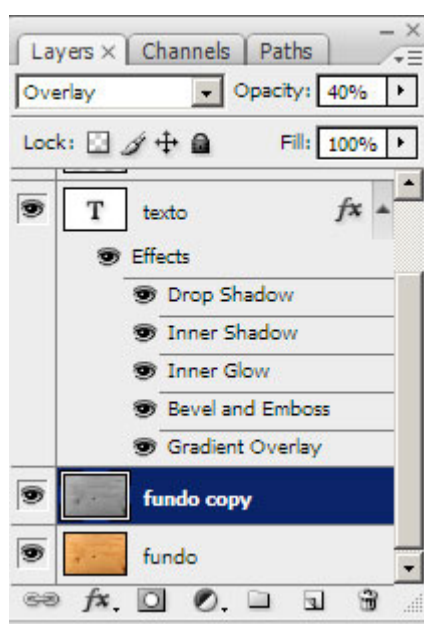 Layers × Channels Paths
Overlay Opacity: 40%
Lock: Fill: 100%
T texto fx
Effects
Drop Shadow
Inner Shadow
Inner Glow
Bevel and Emboss
Gradient Overlay
fundo copy
fundo
fx.